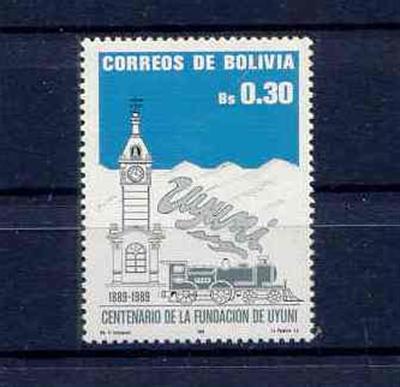 CORREOS DE BOLIVIA
Bs 0.30
Uyuni
1889-1989
CENTENARIO DE LA FUNDACION DE UYUNI